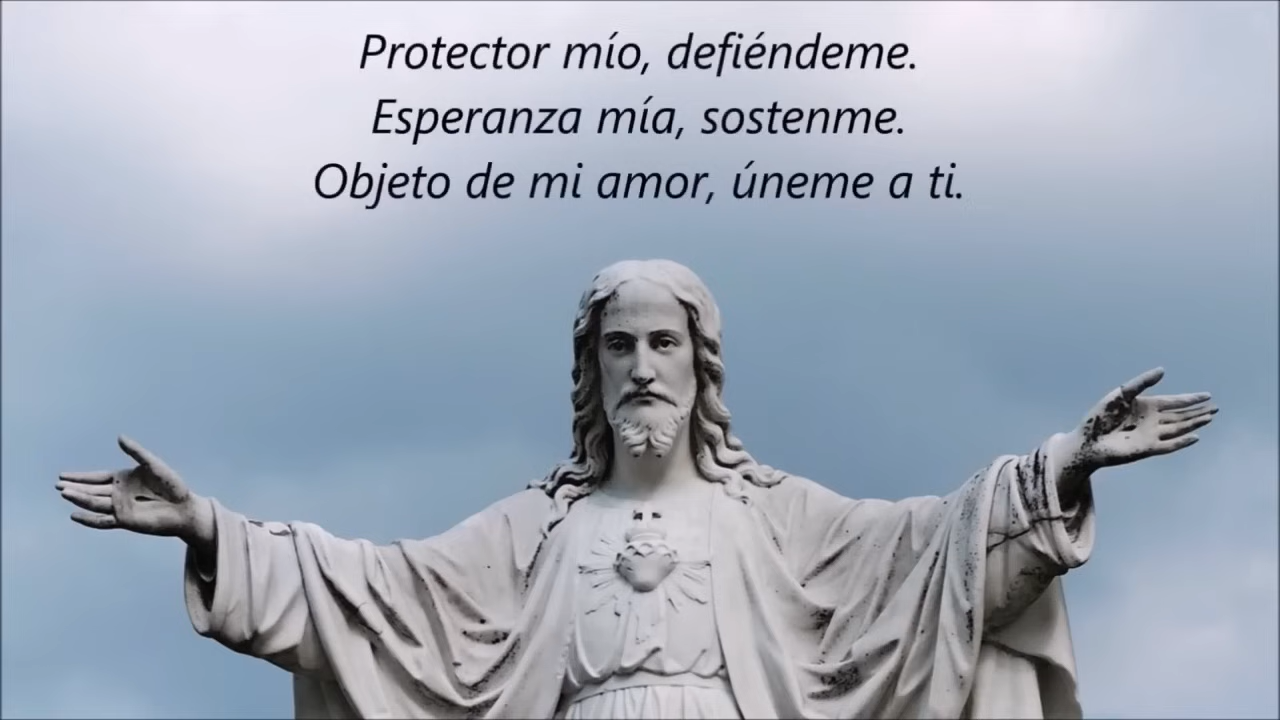 Protector mío, defiéndeme.
Esperanza mía, sostenme.
Objeto de mi amor, úneme a ti.